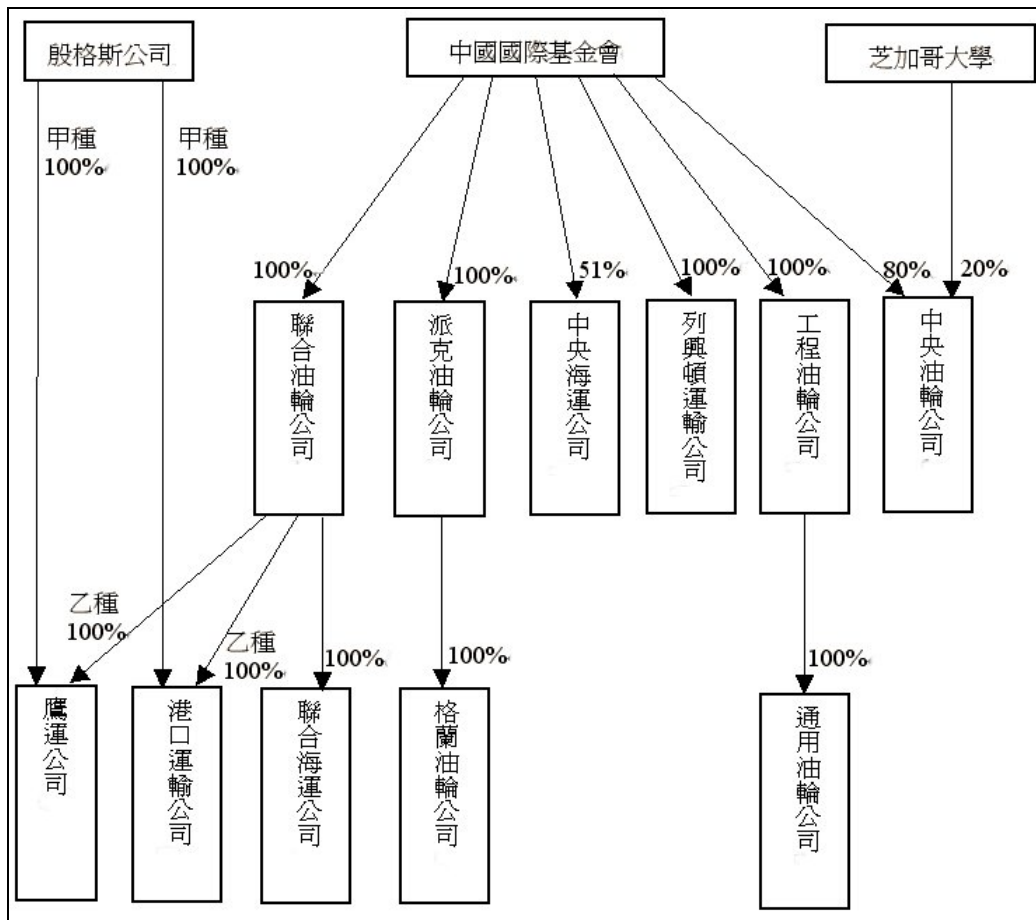 殷格斯公司
中國國際基金會
芝加哥大學
甲種
100%
甲種
100%
100%
100%
51%
100%
100%
80%
20%
聯合油輪公司
派克油輪公司
中央海運公司
列興頓運輸公司
工程油輪公司
中央油輪公司
乙種
100%
乙種
100%
100%
100%
100%
鷹運公司
港口運輸公司
聯合海運公司
格蘭油輪公司
通用油輪公司